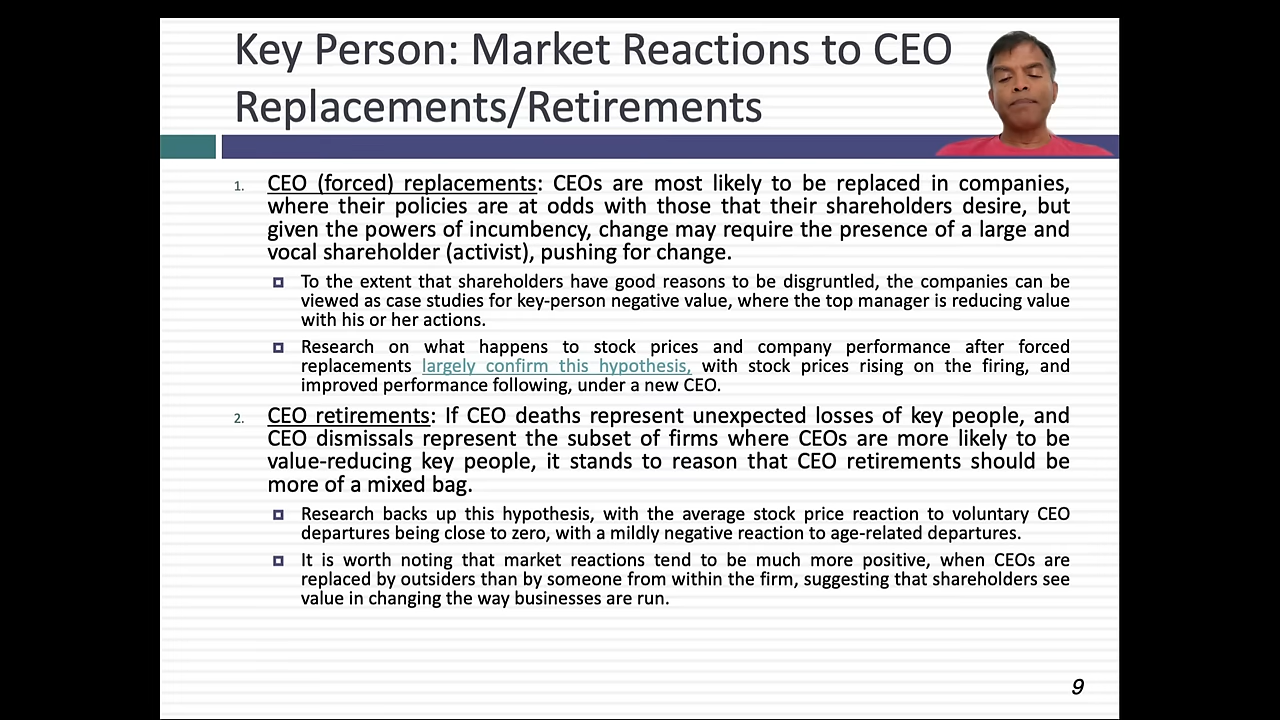 Key Person: Market Reactions to CEO
Replacements/Retirements
1. CEO (forced) replacements: CEOs are most likely to be replaced in companies,
where their policies are at odds with those that their shareholders desire, but
given the powers of incumbency, change may require the presence of a large and
vocal shareholder (activist), pushing for change.
To the extent that shareholders have good reasons to be disgruntled, the companies can be
viewed as case studies for key-person negative value, where the top manager is reducing value
with his or her actions.
Research on what happens to stock prices and company performance after forced
replacements largely confirm this hypothesis, with stock prices rising on the firing, and
improved performance following, under a new CEO.
2. CEO retirements: If CEO deaths represent unexpected losses of key people, and
CEO dismissals represent the subset of firms where CEOs are more likely to be
value-reducing key people, it stands to reason that CEO retirements should be
more of a mixed bag.
Research backs up this hypothesis, with the average stock price reaction to voluntary CEO
departures being close to zero, with a mildly negative reaction to age-related departures.
It is worth noting that market reactions tend to be much more positive, when CEOs are
replaced by outsiders than by someone from within the firm, suggesting that shareholders see
value in changing the way businesses are run.
9